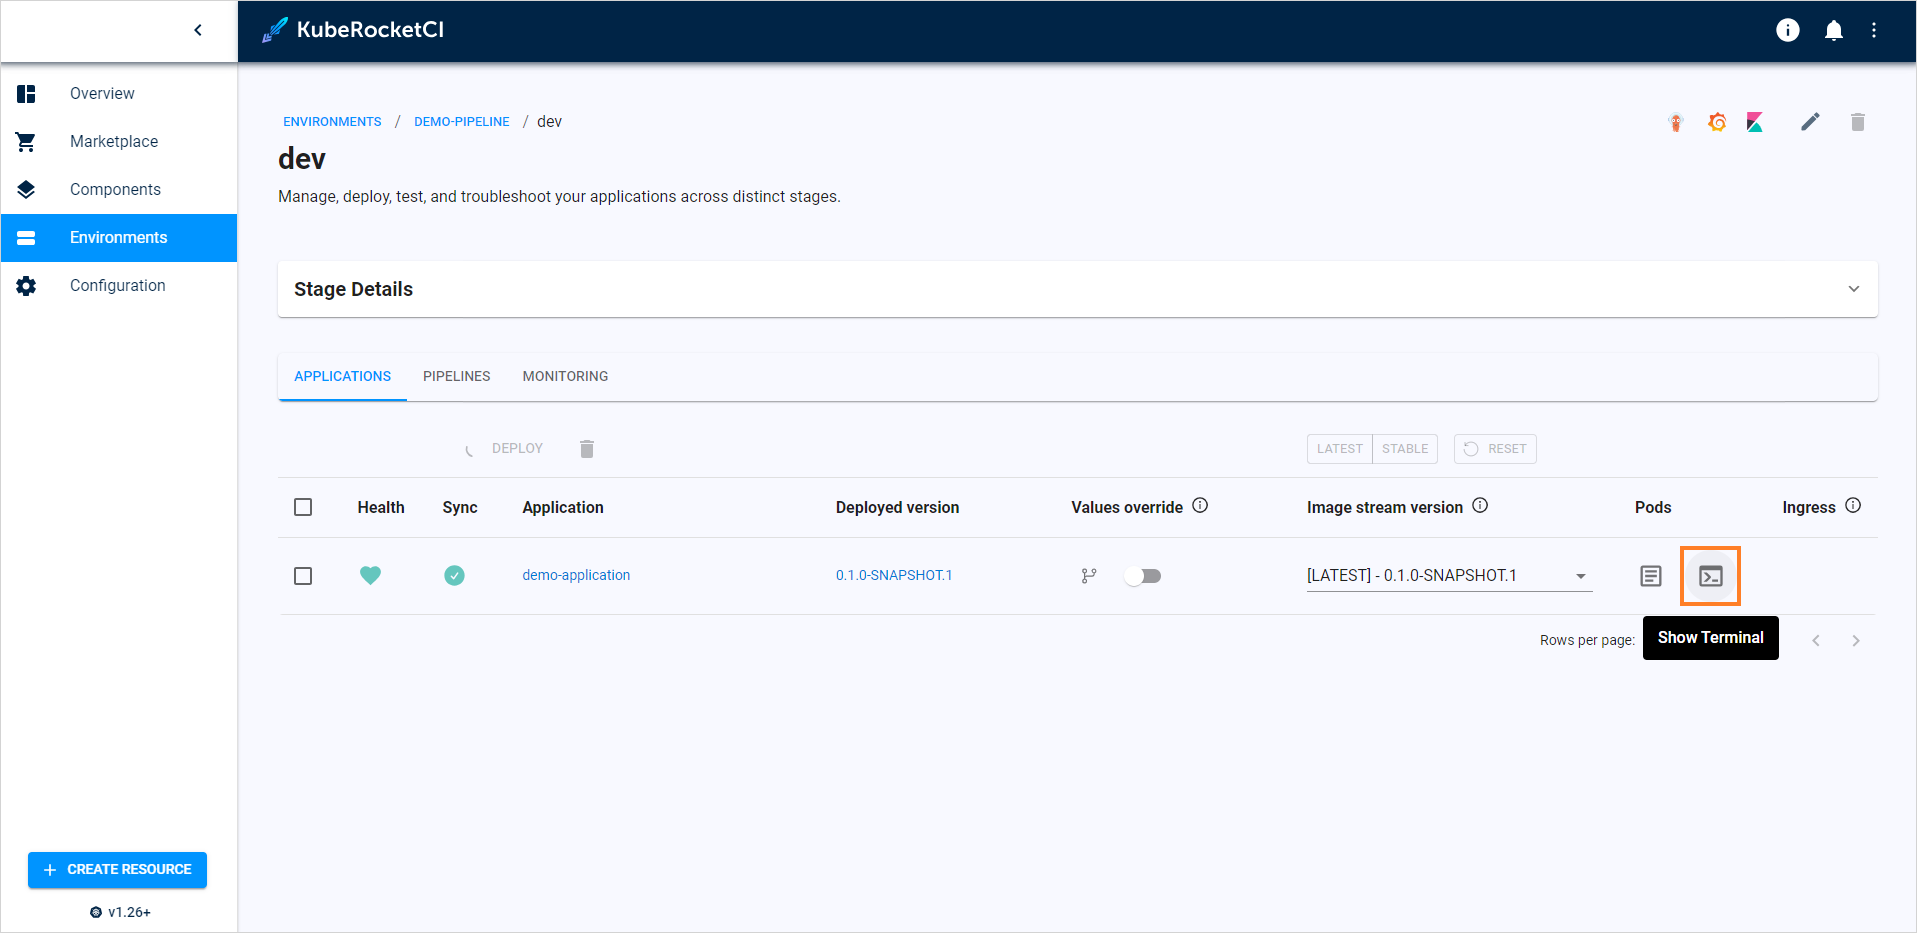 KubeRocketCI
Overview
Marketplace
Components
Environments
Configuration
ENVIRONMENTS / DEMO-PIPELINE / dev
dev
Manage, deploy, test, and troubleshoot your applications across distinct stages.
Stage Details
APPLICATIONS PIPELINES MONITORING
DEPLOY LATEST STABLE RESET
Health Sync Application Deployed version Values override Image stream version Pods Ingress
demo-application 0.1.0-SNAPSHOT.1 [LATEST] - 0.1.0-SNAPSHOT.1
Rows per page: Show Terminal
+ CREATE RESOURCE
v1.26+